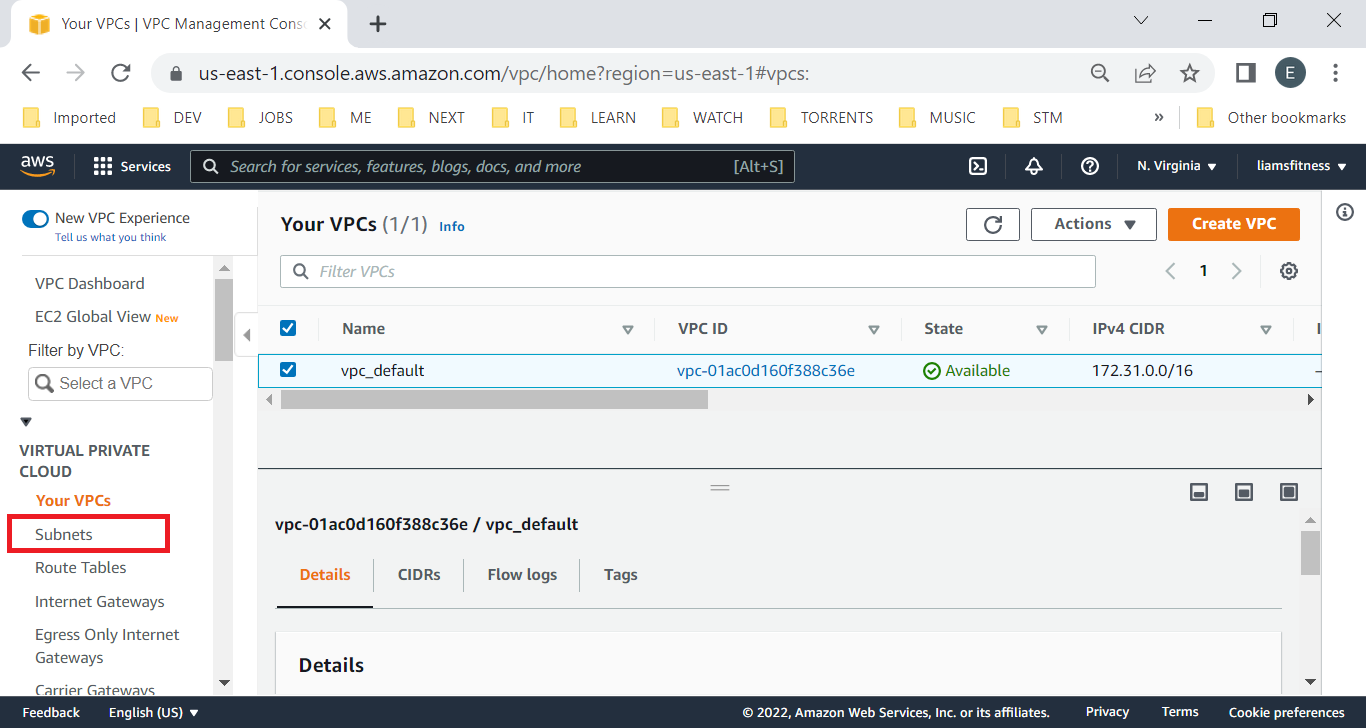 Your VPCs | VPC Management Cons
us-east-1.console.aws.amazon.com/vpc/home?region=us-east-1#vpcs:
E
Imported DEV JOBS ME NEXT IT LEARN WATCH TORRENTS MUSIC STM » Other bookmarks
aws Services Search for services, features, blogs, docs, and more [Alt+S] N. Virginia liamsfitness
New VPC Experience
Tell us what you think
VPC Dashboard
EC2 Global View New
Filter by VPC:
Select a VPC
VIRTUAL PRIVATE
CLOUD
Your VPCs
Subnets
Route Tables
Internet Gateways
Egress Only Internet
Gateways
Carrier Gateways
Your VPCs (1/1) Info
Actions
Create VPC
Filter VPCs
1
Name VPC ID State IPv4 CIDR
vpc_default vpc-01ac0d160f388c36e Available 172.31.0.0/16 –
vpc-01ac0d160f388c36e / vpc_default
Details CIDRs Flow logs Tags
Details
Feedback English (US) © 2022, Amazon Web Services, Inc. or its affiliates. Privacy Terms Cookie preferences